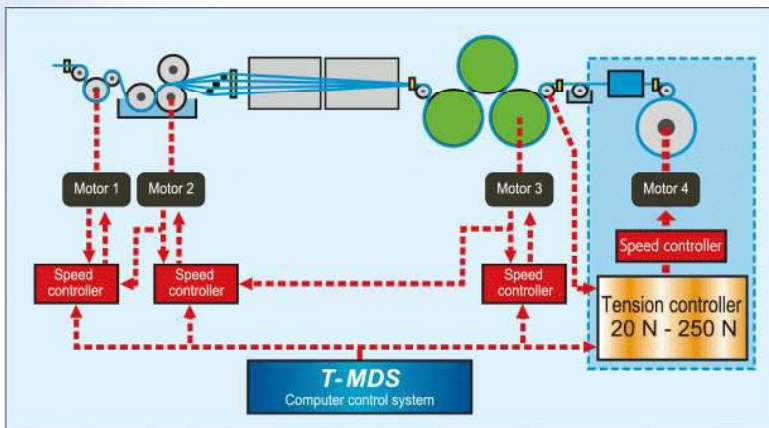 Motor 1
Motor 2
Motor 3
Motor 4
Speed controller
Speed
controller
Speed
controller
Speed
controller
Tension controller
20 N - 250 N
T-MDS
Computer control system